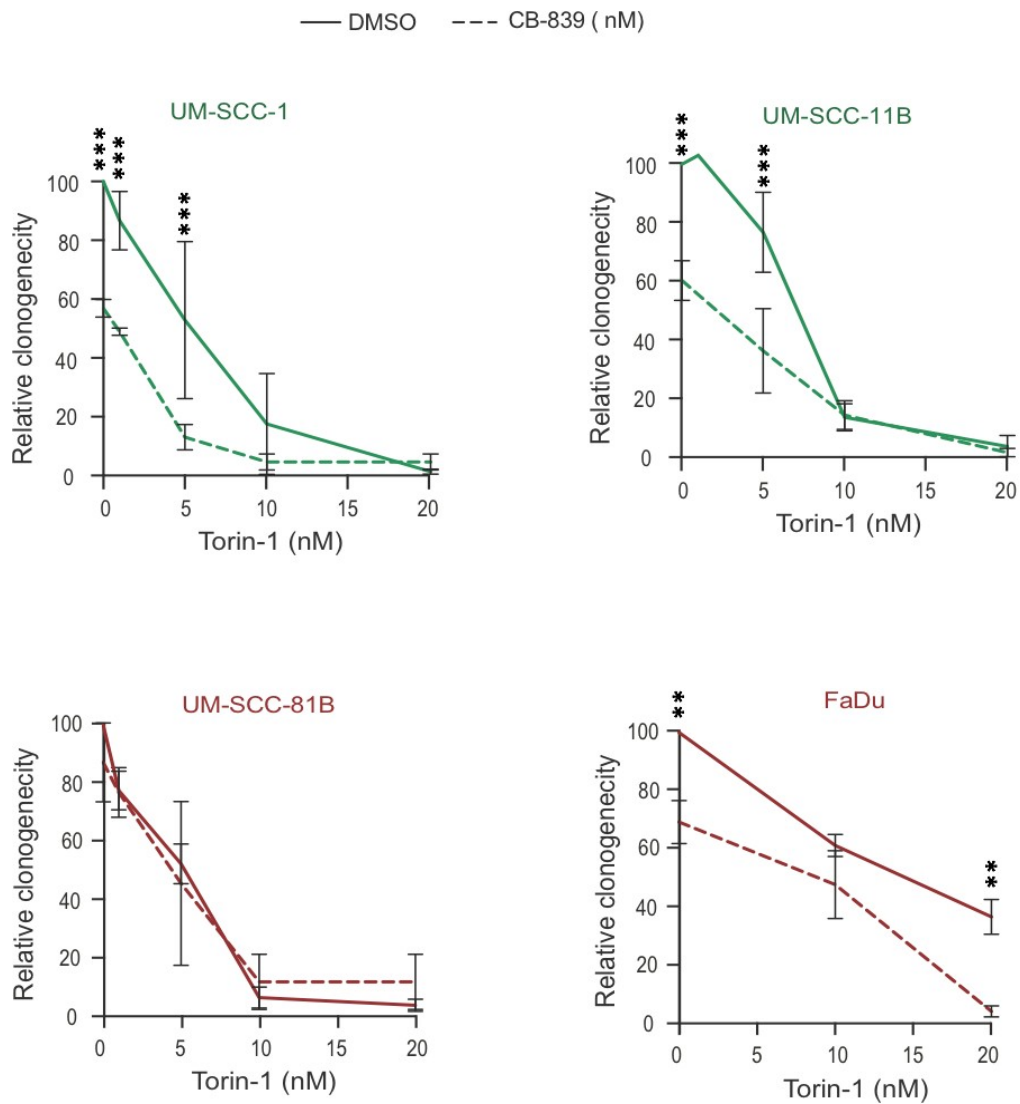 DMSO CB-839 ( nM)
UM-SCC-1
***
***
***
Relative clonogenecity
100
80
60
40
20
0
0 5 10 15 20
Torin-1 (nM)
UM-SCC-11B
***
***
Relative clonogenecity
100
80
60
40
20
0
0 5 10 15 20
Torin-1 (nM)
UM-SCC-81B
Relative clonogenecity
100
80
60
40
20
0
0 5 10 15 20
Torin-1 (nM)
FaDu
**
**
Relative clonogenecity
100
80
60
40
20
0
0 5 10 15 20
Torin-1 (nM)